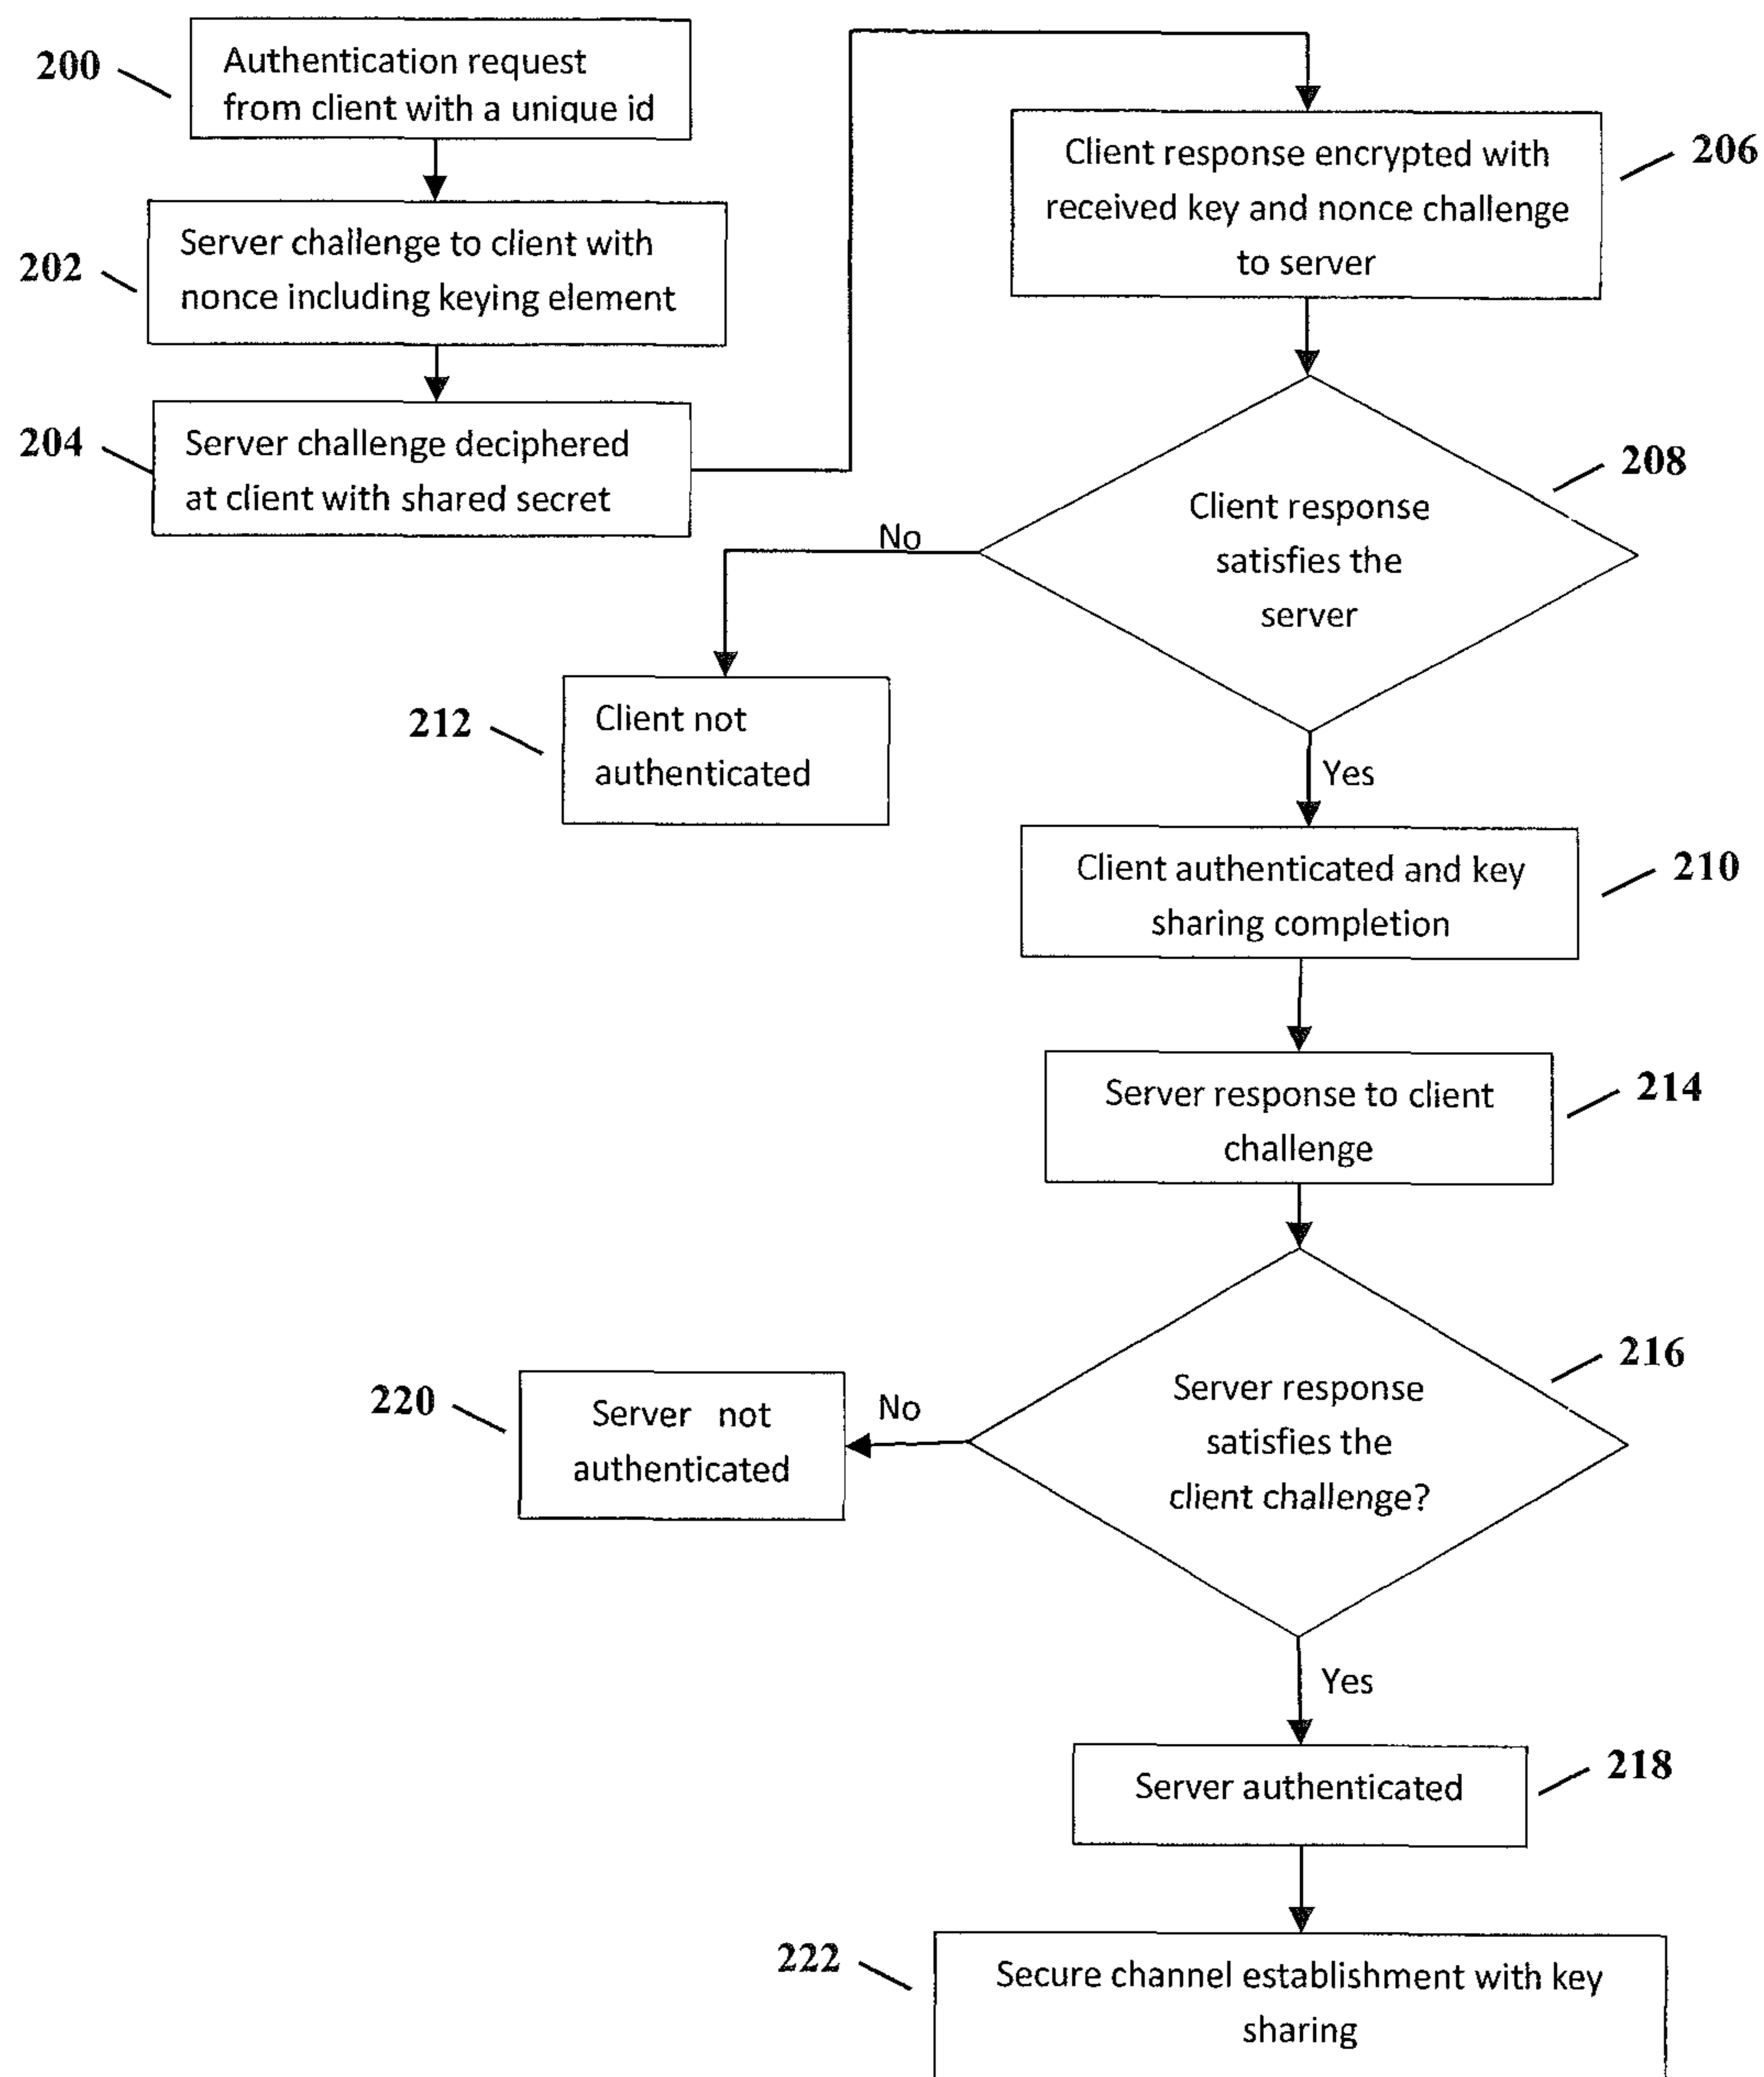 200
Authentication request
from client with a unique id
202
Server challenge to client with
nonce including keying element
204
Server challenge deciphered
at client with shared secret
206
Client response encrypted with
received key and nonce challenge
to server
208
Client response
satisfies the
server
No
212
Client not
authenticated
Yes
210
Client authenticated and key
sharing completion
214
Server response to client
challenge
216
Server response
satisfies the
client challenge?
No
220
Server not
authenticated
Yes
218
Server authenticated
222
Secure channel establishment with key
sharing